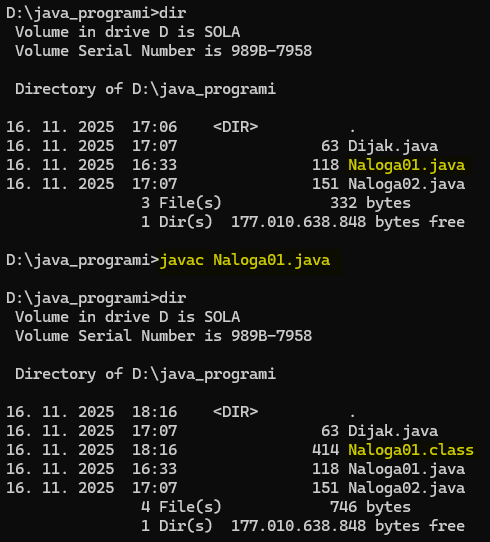 D:\java_programi>dir
 Volume in drive D is SOLA
 Volume Serial Number is 989B-7958

 Directory of D:\java_programi

16. 11. 2025  17:06    <DIR>          .
16. 11. 2025  17:07                63 Dijak.java
16. 11. 2025  16:33               118 Naloga01.java
16. 11. 2025  17:07               151 Naloga02.java
               3 File(s)            332 bytes
               1 Dir(s)  177.010.638.848 bytes free

D:\java_programi>javac Naloga01.java

D:\java_programi>dir
 Volume in drive D is SOLA
 Volume Serial Number is 989B-7958

 Directory of D:\java_programi

16. 11. 2025  18:16    <DIR>          .
16. 11. 2025  17:07                63 Dijak.java
16. 11. 2025  18:16               414 Naloga01.class
16. 11. 2025  16:33               118 Naloga01.java
16. 11. 2025  17:07               151 Naloga02.java
               4 File(s)            746 bytes
               1 Dir(s)  177.010.638.848 bytes free